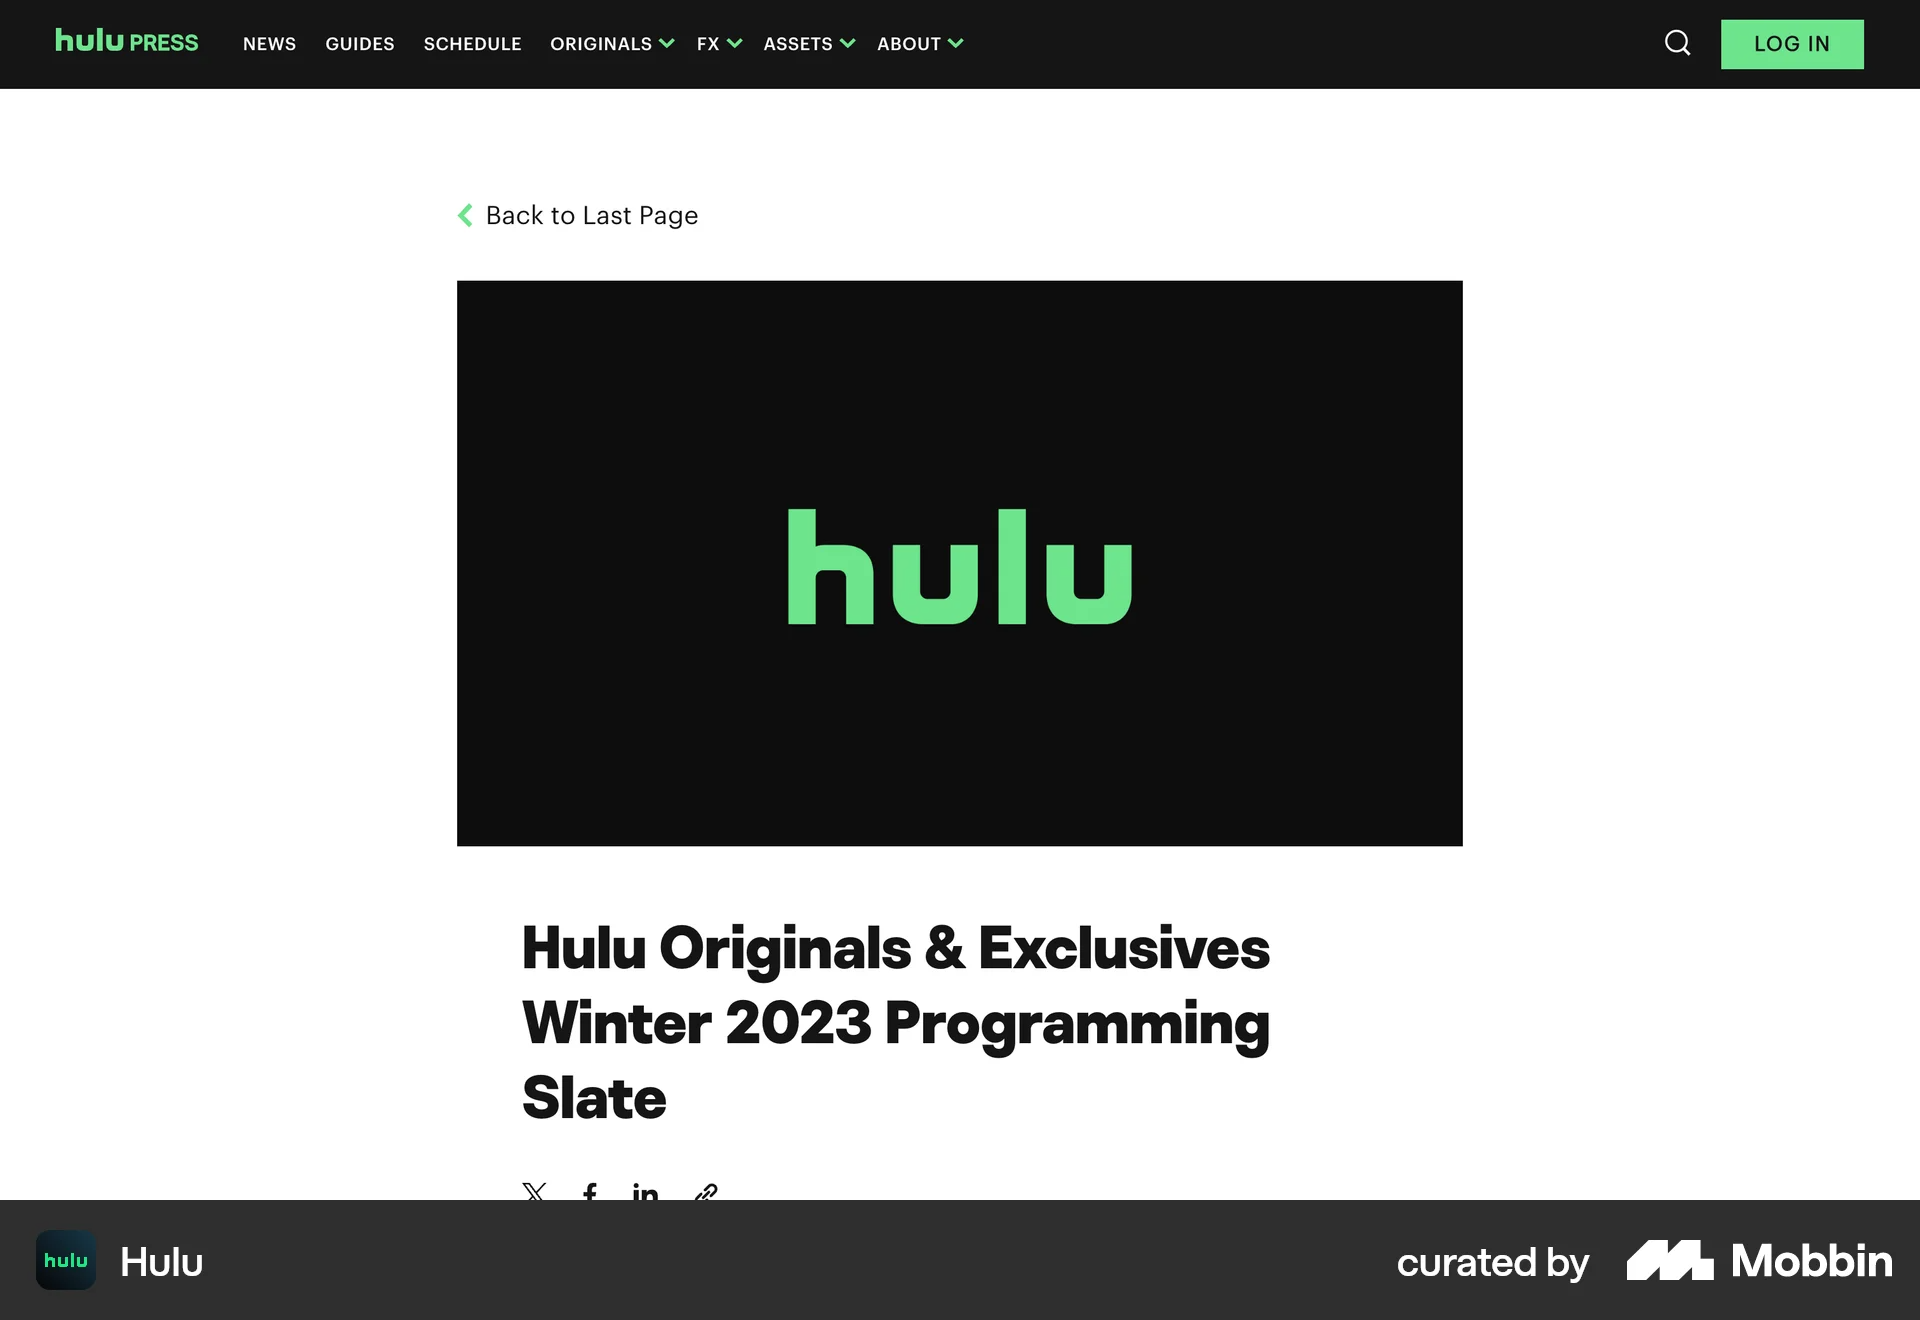 hulu PRESS NEWS GUIDES SCHEDULE ORIGINALS FX ASSETS ABOUT LOG IN
Back to Last Page
hulu
Hulu Originals & Exclusives
Winter 2023 Programming
Slate
hulu Hulu curated by Mobbin